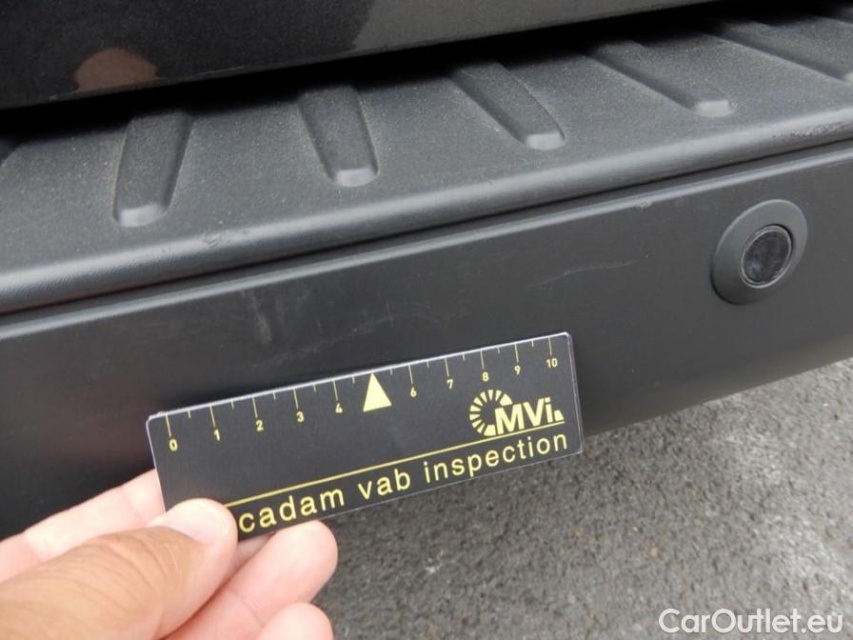 0 1 2 3 4 6 7 8 9 10
MVi
cadam vab inspection
CarOutlet.eu